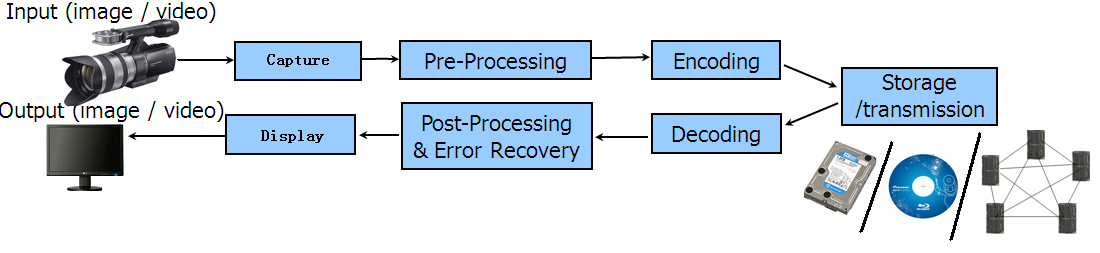 Input (image / video)
Capture
Pre-Processing
Encoding
Storage
/transmission
Output (image / video)
Display
Post-Processing
& Error Recovery
Decoding